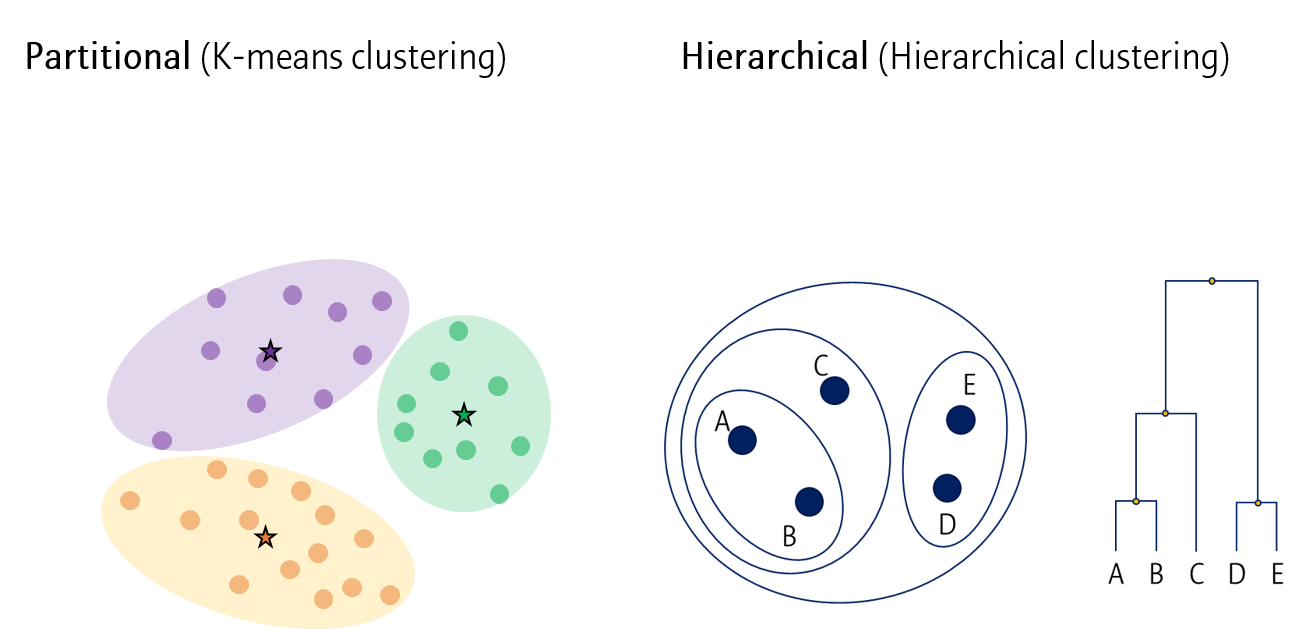 Partitional (K-means clustering)
Hierarchical (Hierarchical clustering)
C
E
A
D
B
A B C D E